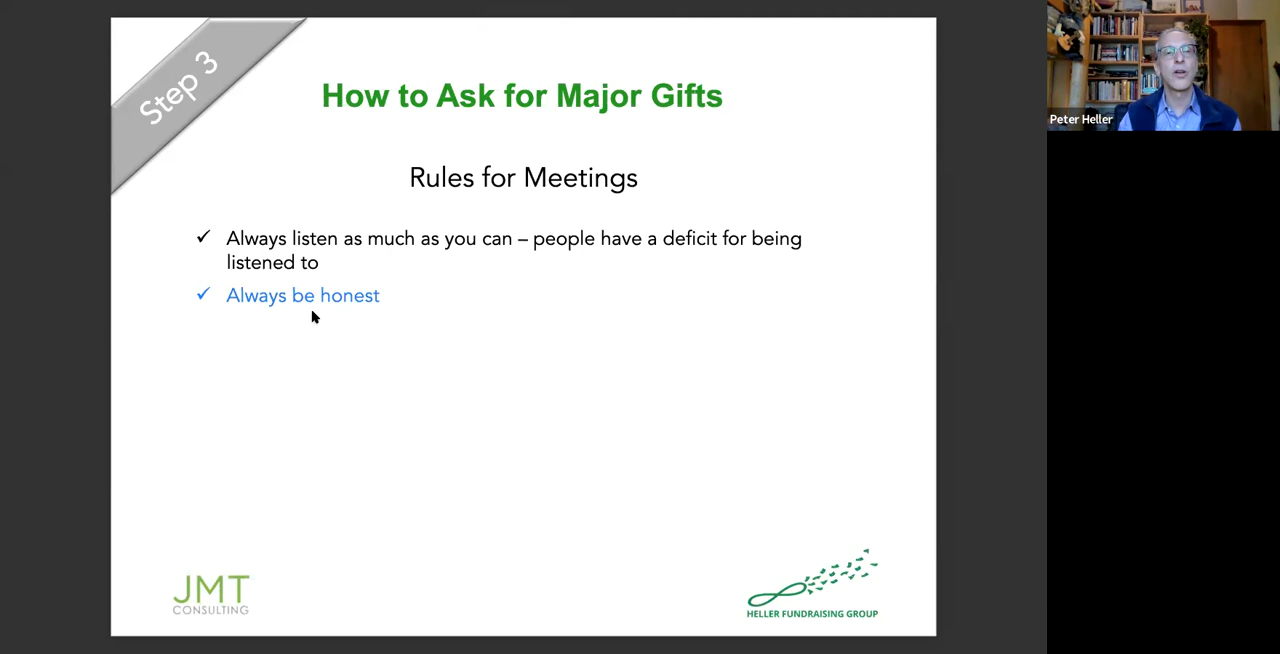 Step 3
How to Ask for Major Gifts
Rules for Meetings
✓ Always listen as much as you can – people have a deficit for being
listened to
✓ Always be honest
JMT
CONSULTING
HELLER FUNDRAISING GROUP
Peter Heller